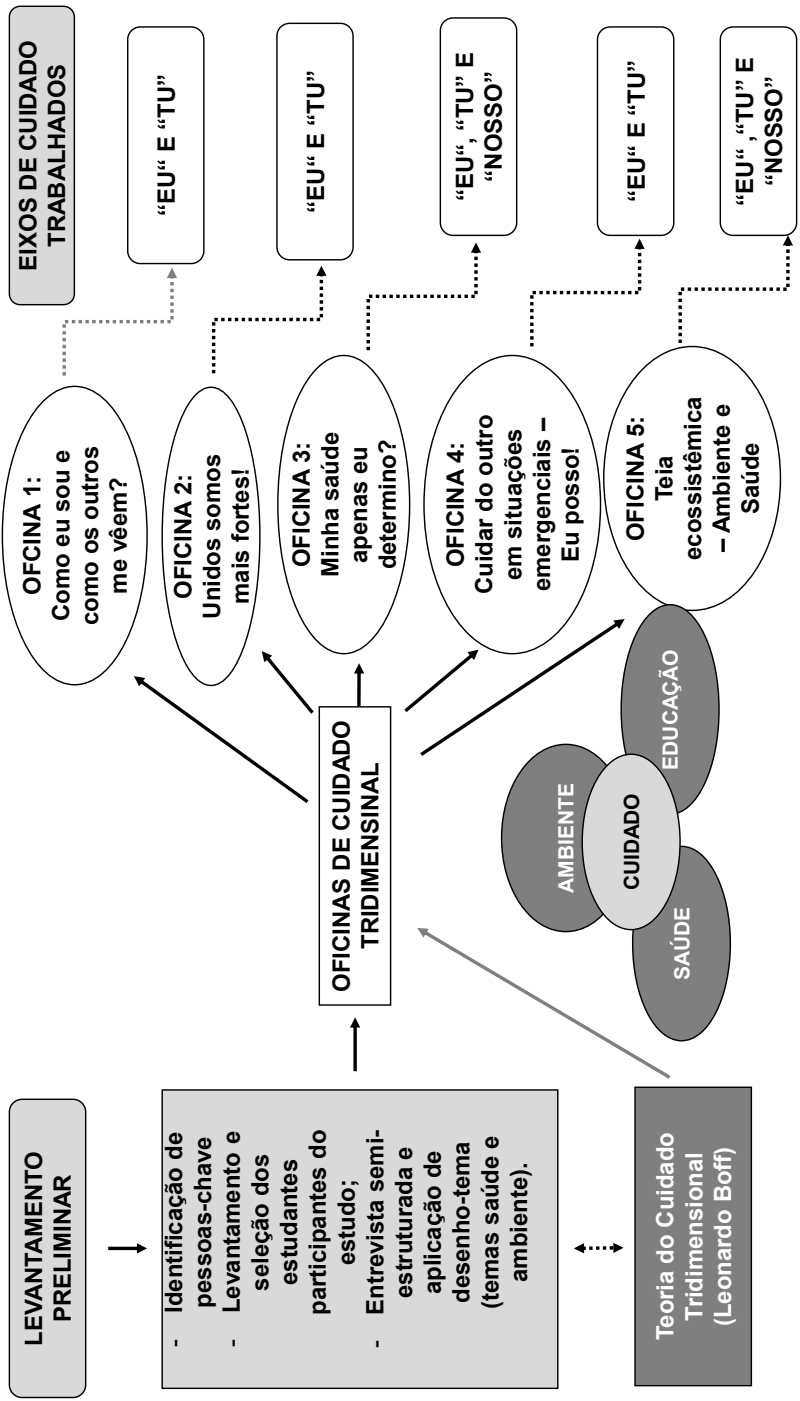 LEVANTAMENTO
PRELIMINAR
- Identificação de
pessoas-chave
- Levantamento e
seleção dos
estudantes
participantes do
estudo;
- Entrevista semi-
estruturada e
aplicação de
desenho-tema
(temas saúde e
ambiente).
Teoria do Cuidado
Tridimensional
(Leonardo Boff)
OFICINAS DE CUIDADO
TRIDIMENSINAL
AMBIENTE
CUIDADO
SAÚDE
EDUCAÇÃO
OFCINA 1:
Como eu sou e
como os outros
me vêem?
OFICINA 2:
Unidos somos
mais fortes!
OFICINA 3:
Minha saúde
apenas eu
determino?
OFICINA 4:
Cuidar do outro
em situações
emergenciais –
Eu posso!
OFICINA 5:
Teia
ecossistêmica
– Ambiente e
Saúde
EIXOS DE CUIDADO
TRABALHADOS
“EU“ E “TU”
“EU“ E “TU”
“EU“, “TU” E
“NOSSO”
“EU“ E “TU”
“EU“ ,“TU” E
“NOSSO”